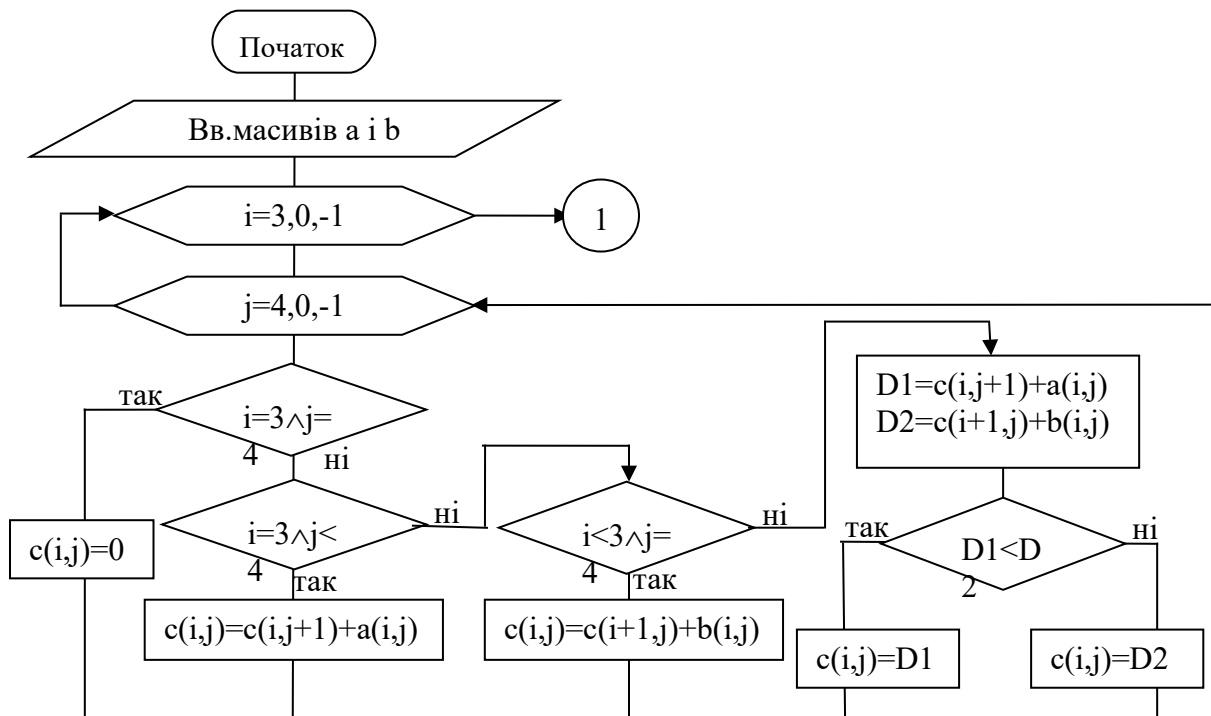 Початок
Вв.масивів a і b
i=3,0,-1
1
j=4,0,-1
так
i=3∧j=
4
ні
D1=c(i,j+1)+a(i,j)
D2=c(i+1,j)+b(i,j)
i=3∧j<
4
ні
так
i<3∧j=
4
ні
так
так
D1<D
2
ні
c(i,j)=0
c(i,j)=c(i,j+1)+a(i,j)
c(i,j)=c(i+1,j)+b(i,j)
c(i,j)=D1
c(i,j)=D2